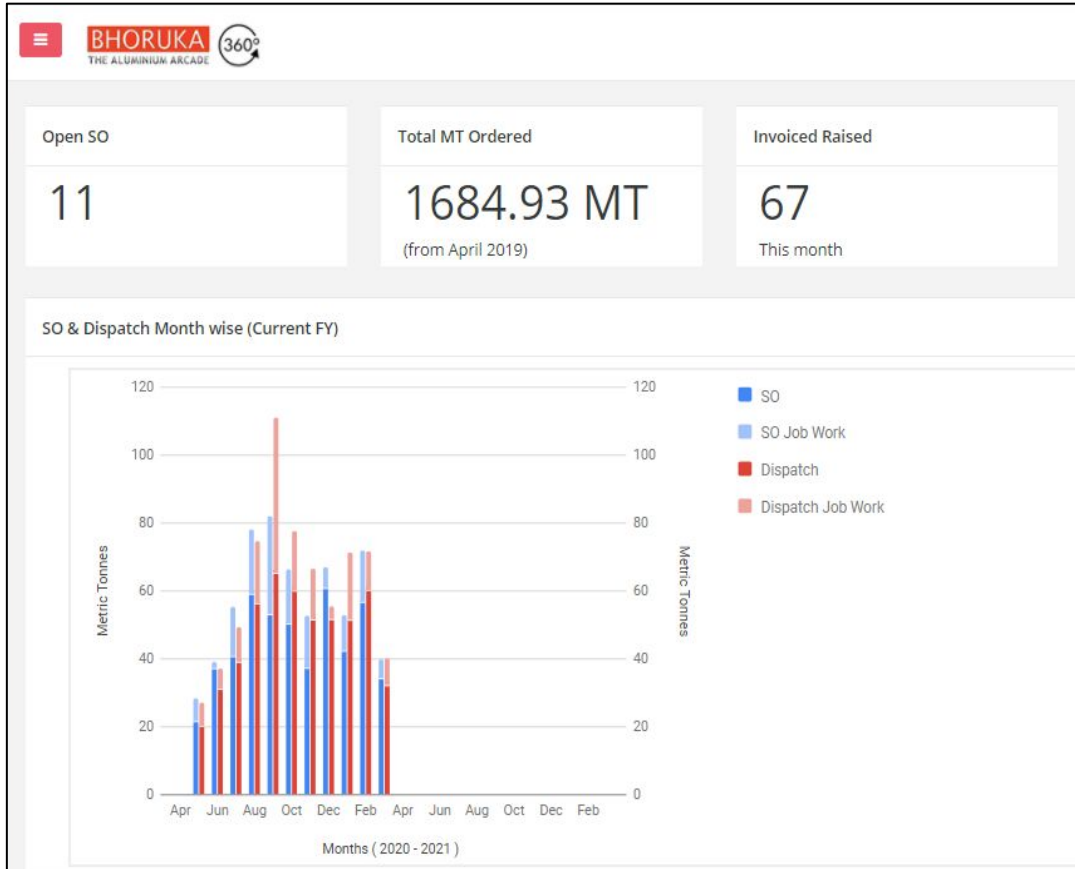 BHORUKA
THE ALUMINIUM ARCADE
360°
Open SO
11
Total MT Ordered
1684.93 MT
(from April 2019)
Invoiced Raised
67
This month
SO & Dispatch Month wise (Current FY)
120
100
80
60
40
20
0
Metric Tonnes
Apr Jun Aug Oct Dec Feb Apr Jun Aug Oct Dec Feb
Months ( 2020 - 2021 )
120
100
80
60
40
20
0
Metric Tonnes
SO
SO Job Work
Dispatch
Dispatch Job Work